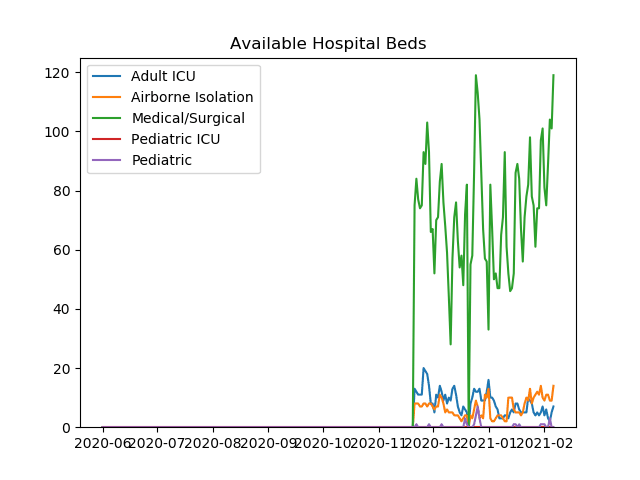 Available Hospital Beds
Adult ICU
Airborne Isolation
Medical/Surgical
Pediatric ICU
Pediatric
120
100
80
60
40
20
0
2020-06 2020-07 2020-08 2020-09 2020-10 2020-11 2020-12 2021-01 2021-02